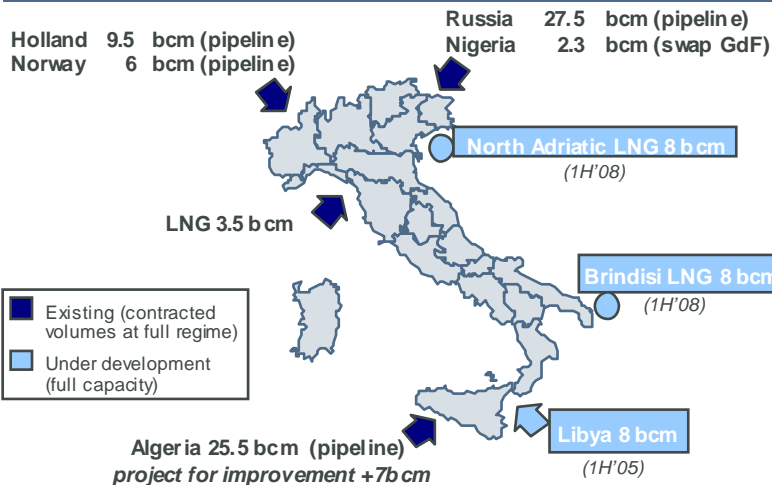 Holland 9.5 bcm (pipeline)
Norway 6 bcm (pipeline)
Russia 27.5 bcm (pipeline)
Nigeria 2.3 bcm (swap GdF)
North Adriatic LNG 8 bcm
(1H'08)
LNG 3.5 bcm
Brindisi LNG 8 bcm
(1H'08)
Existing (contracted
volumes at full regime)
Under development
(full capacity)
Libya 8 bcm
(1H'05)
Algeria 25.5 bcm (pipeline)
project for improvement +7bcm